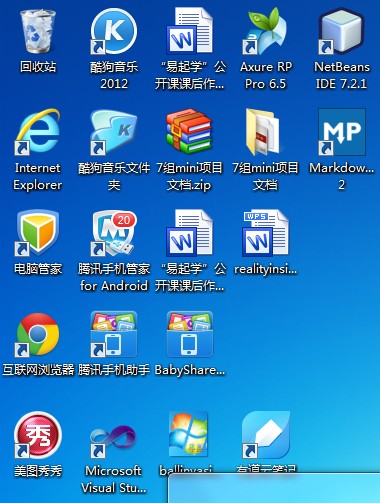 回收站
酷狗音乐
2012
“易起学”公
开课课后作...
Axure RP
Pro 6.5
NetBeans
IDE 7.2.1
Internet
Explorer
酷狗音乐文件
夹
7组mini项目
文档.zip
7组mini项目
文档
MP
Markdown...
2
电脑管家
20
腾讯手机管家
for Android
“易起学”公
开课课后作...
WPS
realityinsi...
互联网浏览器
腾讯手机助手
BabyShare...
秀
美图秀秀
Microsoft
Visual Stu...
ballinvasi...
有道云笔记